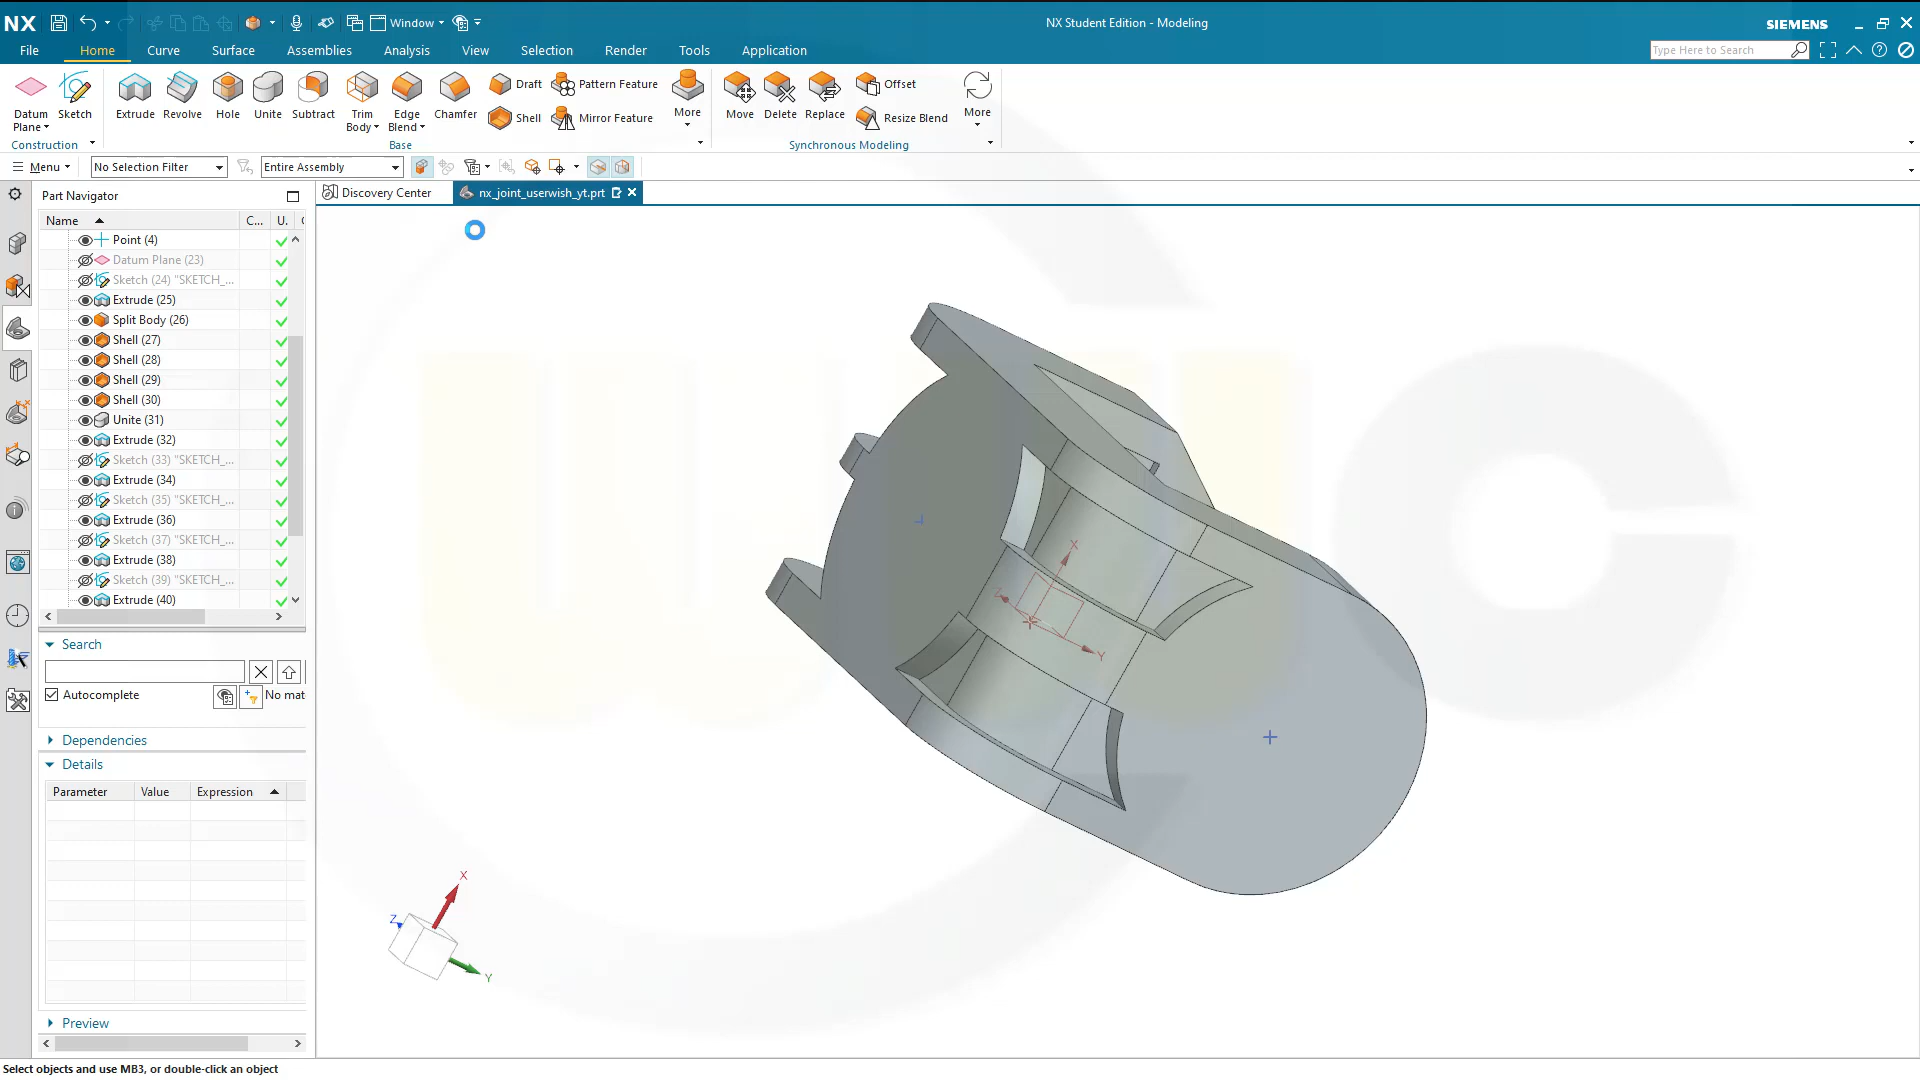 NX
Window
NX Student Edition - Modeling
SIEMENS
File
Home
Curve
Surface
Assemblies
Analysis
View
Selection
Render
Tools
Application
Type Here to Search
Datum Plane
Sketch
Extrude
Revolve
Hole
Unite
Subtract
Trim Body
Edge Blend
Chamfer
Draft
Shell
Pattern Feature
Mirror Feature
More
Move
Delete
Replace
Offset
Resize Blend
More
Construction
Base
Synchronous Modeling
Menu
No Selection Filter
Entire Assembly
Part Navigator
Discovery Center
nx_joint_userwish_yt.prt
Name
C...
U.
Point (4)
Datum Plane (23)
Sketch (24) "SKETCH_...
Extrude (25)
Split Body (26)
Shell (27)
Shell (28)
Shell (29)
Shell (30)
Unite (31)
Extrude (32)
Sketch (33) "SKETCH_...
Extrude (34)
Sketch (35) "SKETCH_...
Extrude (36)
Sketch (37) "SKETCH_...
Extrude (38)
Sketch (39) "SKETCH_...
Extrude (40)
Search
Autocomplete
No mat
Dependencies
Details
Parameter
Value
Expression
Preview
X
Y
Z
X
Z
Y
Select objects and use MB3, or double-click an object